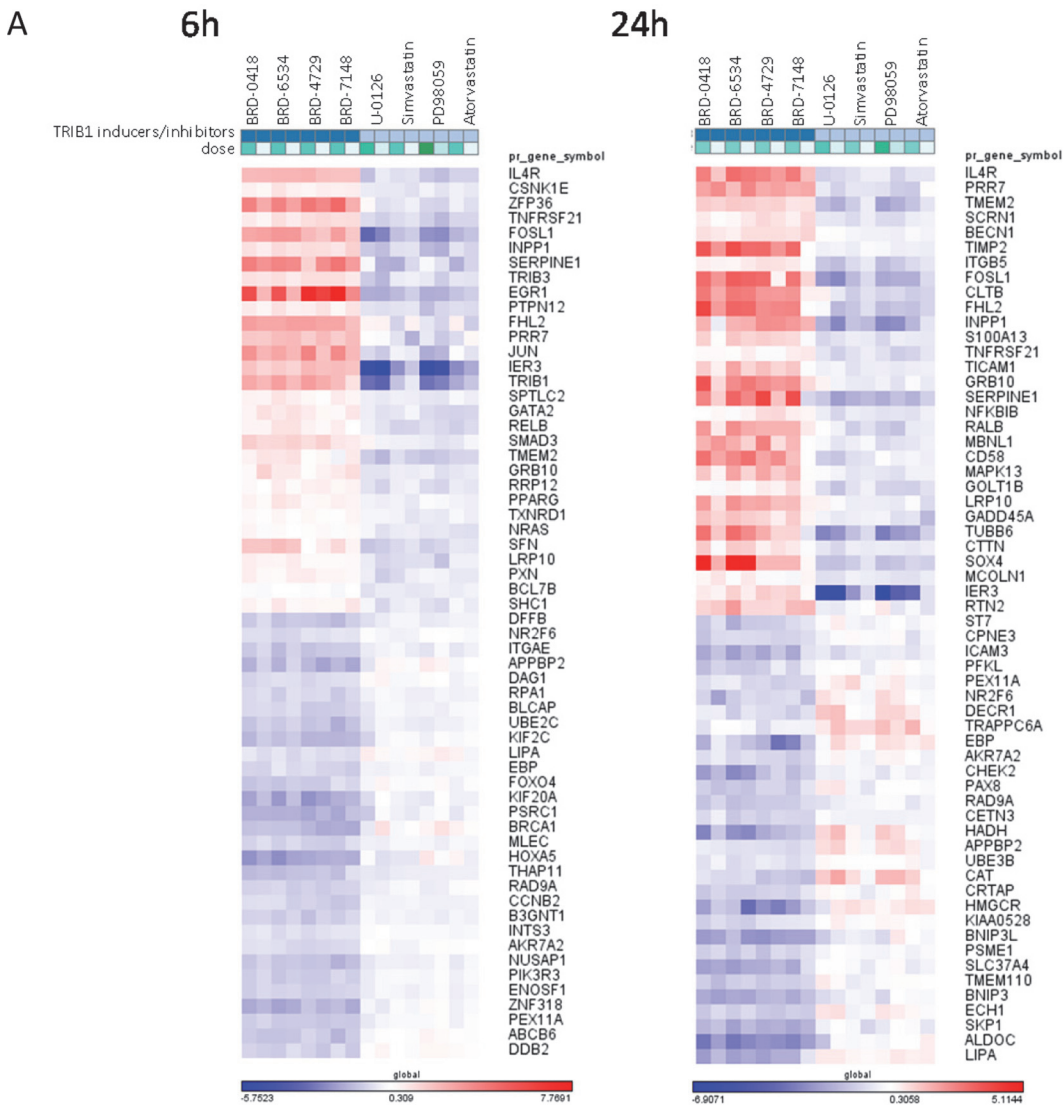 A
6h
24h
BRD-0418
BRD-6534
BRD-4729
BRD-7148
U-0126
Simvastatin
PD98059
Atorvastatin
BRD-0418
BRD-6534
BRD-4729
BRD-7148
U-0126
Simvastatin
PD98059
Atorvastatin
TRIB1 inducers/inhibitors
dose
pr_gene_symbol
IL4R
CSNK1E
ZFP36
TNFRSF21
FOSL1
INPP1
SERPINE1
TRIB3
EGR1
PTPN12
FHL2
PRR7
JUN
IER3
TRIB1
SPTLC2
GATA2
RELB
SMAD3
TMEM2
GRB10
RRP12
PPARG
TXNRD1
NRAS
SFN
LRP10
PXN
BCL7B
SHC1
DFFB
NR2F6
ITGAE
APPBP2
DAG1
RPA1
BLCAP
UBE2C
KIF2C
LIPA
EBP
FOXO4
KIF20A
PSRC1
BRCA1
MLEC
HOXA5
THAP11
RAD9A
CCNB2
B3GNT1
INTS3
AKR7A2
NUSAP1
PIK3R3
ENOSF1
ZNF318
PEX11A
ABCB6
DDB2
global
-5.7523
0.309
7.7691
pr_gene_symbol
IL4R
PRR7
TMEM2
SCRN1
BECN1
TIMP2
ITGB5
FOSL1
CLTB
FHL2
INPP1
S100A13
TNFRSF21
TICAM1
GRB10
SERPINE1
NFKBIB
RALB
MBNL1
CD58
MAPK13
GOLT1B
LRP10
GADD45A
TUBB6
CTTN
SOX4
MCOLN1
IER3
RTN2
ST7
CPNE3
ICAM3
PFKL
PEX11A
NR2F6
DECR1
TRAPPC6A
EBP
AKR7A2
CHEK2
PAX8
RAD9A
CETN3
HADH
APPBP2
UBE3B
CAT
CRTAP
HMGCR
KIAA0528
BNIP3L
PSME1
SLC37A4
TMEM110
BNIP3
ECH1
SKP1
ALDOC
LIPA
global
-6.9071
0.3058
5.1144